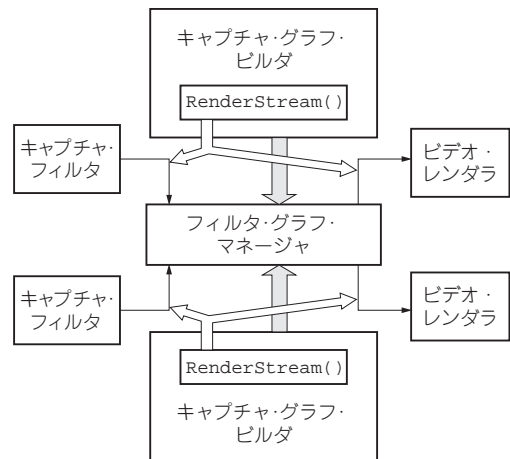 キャプチャ・グラフ・
ビルダ
RenderStream()
キャプチャ・
フィルタ
ビデオ・
レンダラ
フィルタ・グラフ・
マネージャ
キャプチャ・
フィルタ
ビデオ・
レンダラ
RenderStream()
キャプチャ・グラフ・
ビルダ